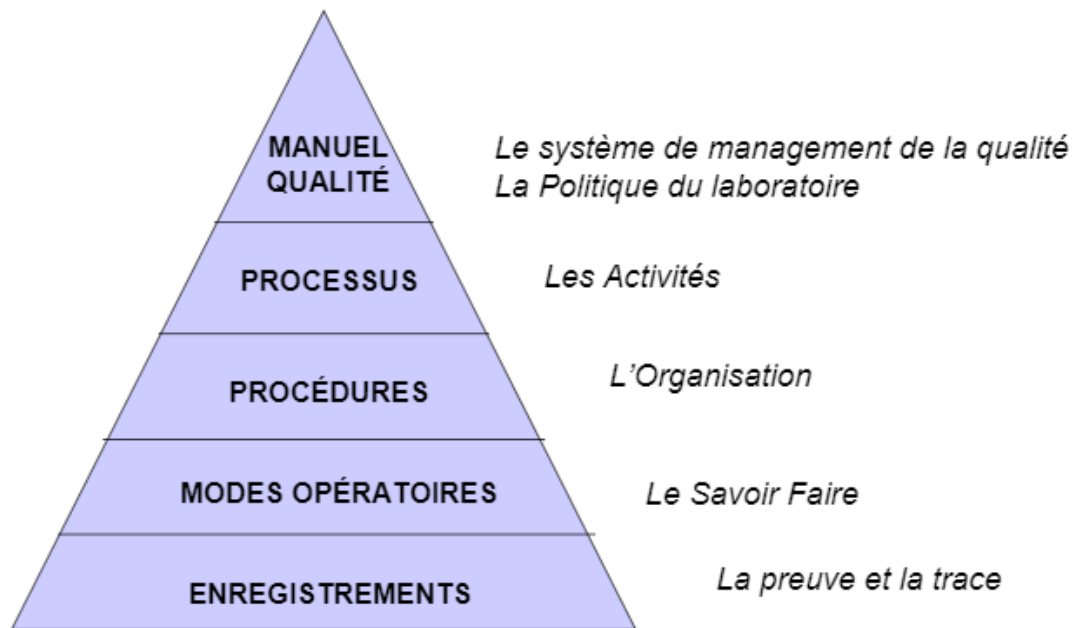 MANUEL
QUALITÉ
Le système de management de la qualité
La Politique du laboratoire
PROCESSUS
Les Activités
PROCÉDURES
L'Organisation
MODES OPÉRATOIRES
Le Savoir Faire
ENREGISTREMENTS
La preuve et la trace